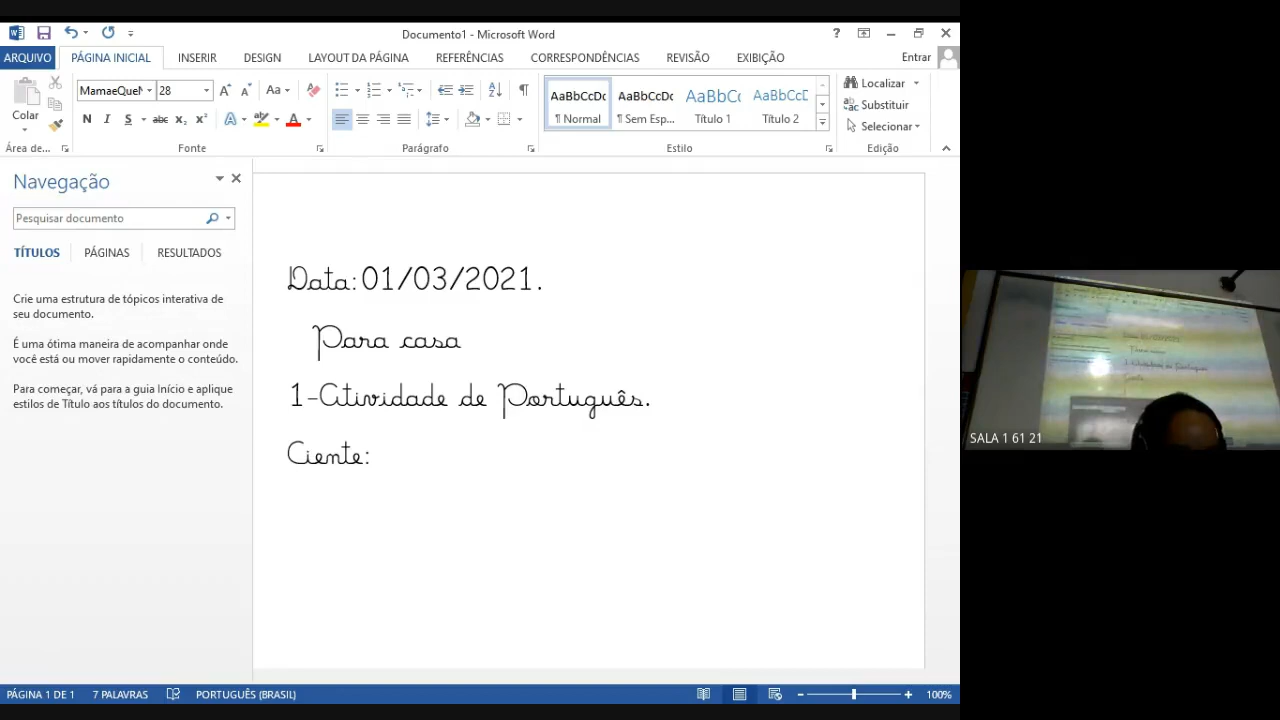 Documento1 - Microsoft Word
?
ARQUIVO PÁGINA INICIAL INSERIR DESIGN LAYOUT DA PÁGINA REFERÊNCIAS CORRESPONDÊNCIAS REVISÃO EXIBIÇÃO Entrar
MamaeQueN 28 Aa AaBbCcDc AaBbCcDc AaBbCc AaBbCcD Localizar
Substituir
Colar N I S abc x₂ x² A A ¶ Normal ¶ Sem Esp... Título 1 Título 2 Selecionar
Área de... Fonte Parágrafo Estilo Edição
Navegação
Pesquisar documento
TÍTULOS PÁGINAS RESULTADOS
Crie uma estrutura de tópicos interativa de
seu documento.
É uma ótima maneira de acompanhar onde
você está ou mover rapidamente o conteúdo.
Para começar, vá para a guia Início e aplique
estilos de Título aos títulos do documento.
Data: 01/03/2021.
Para casa
1-Atividade de Português.
Ciente:
SALA 1 61 21
PÁGINA 1 DE 1 7 PALAVRAS PORTUGUÊS (BRASIL) 100%